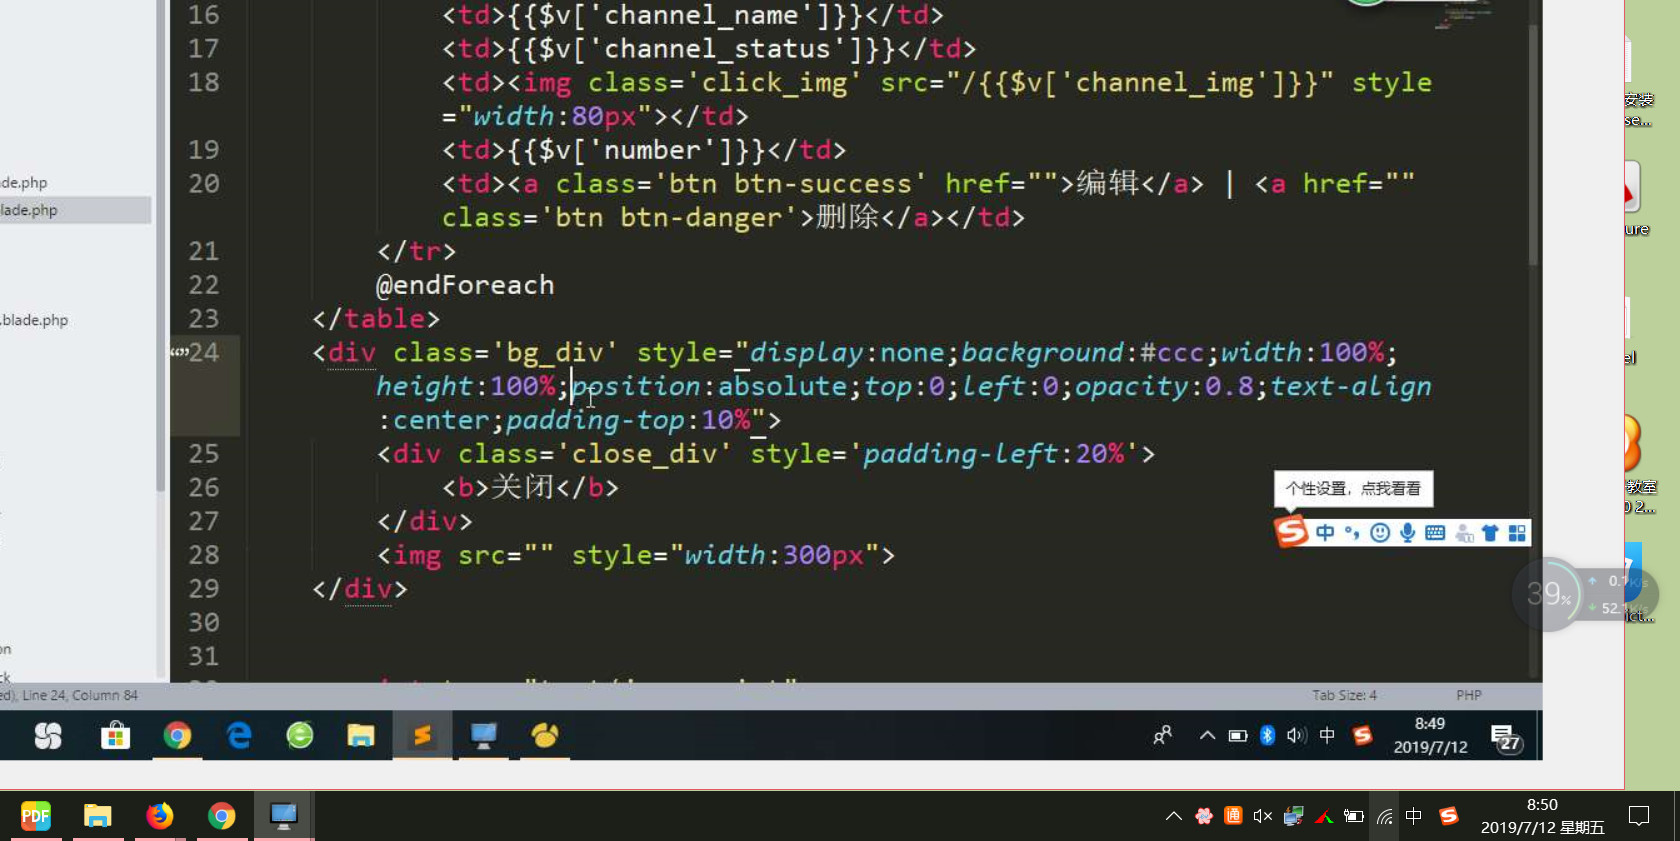 16 <td>{{$v['channel_name']}}</td>
17 <td>{{$v['channel_status']}}</td>
18 <td><img class='click_img' src="/{{$v['channel_img']}}" style
="width:80px"></td>
19 <td>{{$v['number']}}</td>
20 <td><a class='btn btn-success' href="">编辑</a> | <a href=""
class='btn btn-danger'>删除</a></td>
21 </tr>
22 @endForeach
23 </table>
24 <div class='bg_div' style="display:none;background:#ccc;width:100%;
height:100%;position:absolute;top:0;left:0;opacity:0.8;text-align
:center;padding-top:10%">
25 <div class='close_div' style='padding-left:20%'>
26 <b>关闭</b>
27 </div>
28 <img src="" style="width:300px">
29 </div>
30
31
de.php
lade.php
.blade.php
on
ck
安装
se...
ure
el
教室
0 2...
ict...
个性设置，点我看看
中
39%
52.1K/s
ed), Line 24, Column 84
Tab Size: 4
PHP
中
8:49
2019/7/12
27
PDF
中
8:50
2019/7/12 星期五